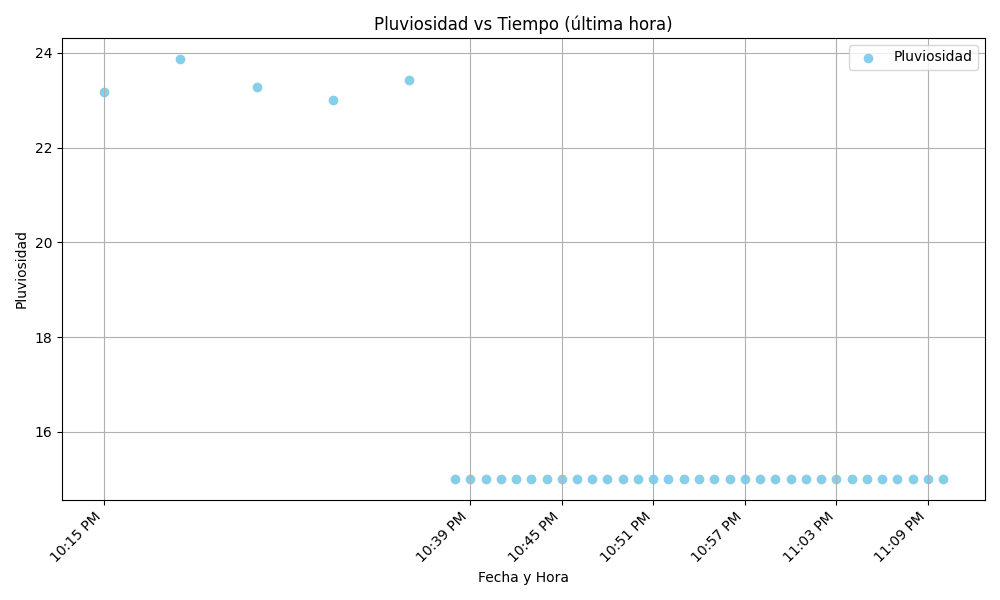 Pluviosidad vs Tiempo (última hora)
Pluviosidad
24
22
20
18
16
Pluviosidad
10:15 PM
10:39 PM
10:45 PM
10:51 PM
10:57 PM
11:03 PM
11:09 PM
Fecha y Hora